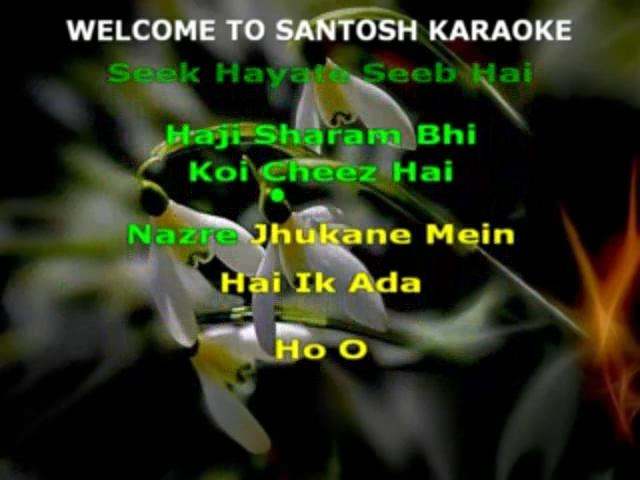 WELCOME TO SANTOSH KARAOKE
Seek Hayate Seeb Hai
Haji Sharam Bhi
Koi Cheez Hai
Nazre Jhukane Mein
Hai Ik Ada
Ho O